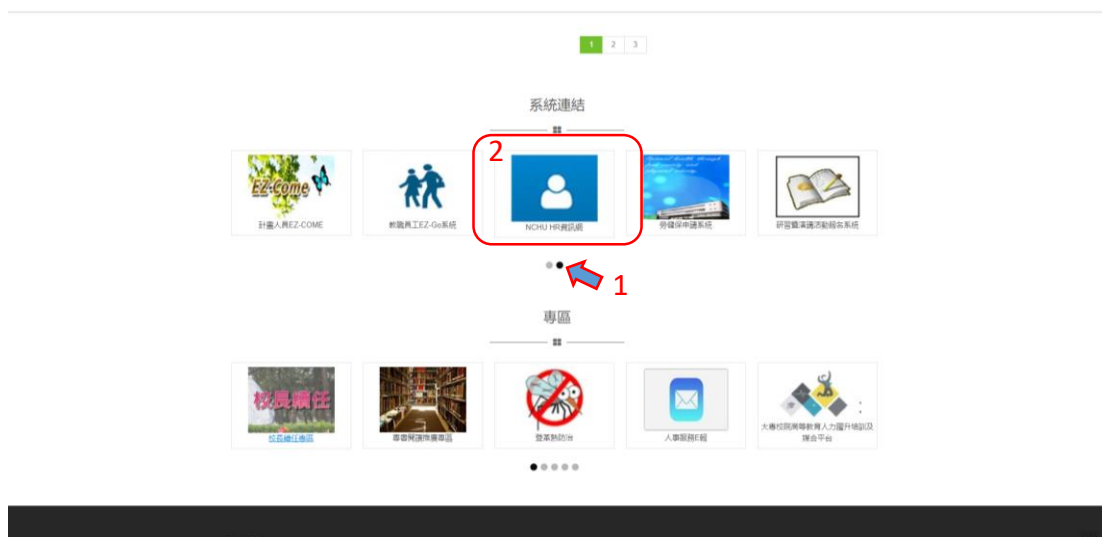 1 2 3
系統連結
2
EZ-Come
計畫人員EZ-COME
教職員工EZ-Go系統
NCHU HR資訊網
勞健保申請系統
研習暨演講活動報名系統
1
專區
校長續任
校長續任專區
專書閱讀推廣專區
登革熱防治
人事服務E報
大專校院高等教育人力躍升培訓及
媒合平台